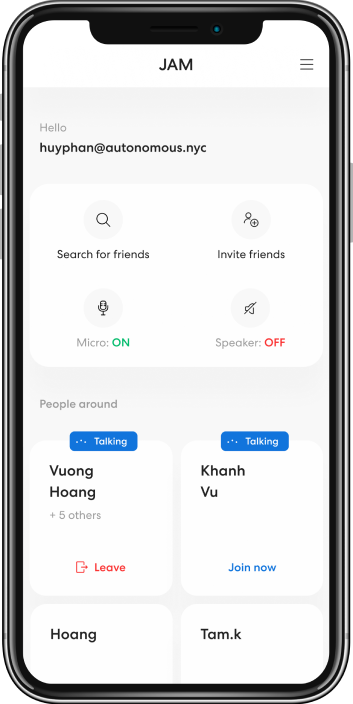 JAM
Hello
huyphan@autonomous.nyc
Search for friends
Invite friends
Micro: ON
Speaker: OFF
People around
Talking
Vuong
Hoang
+ 5 others
Leave
Talking
Khanh
Vu
Join now
Hoang
Tam.k